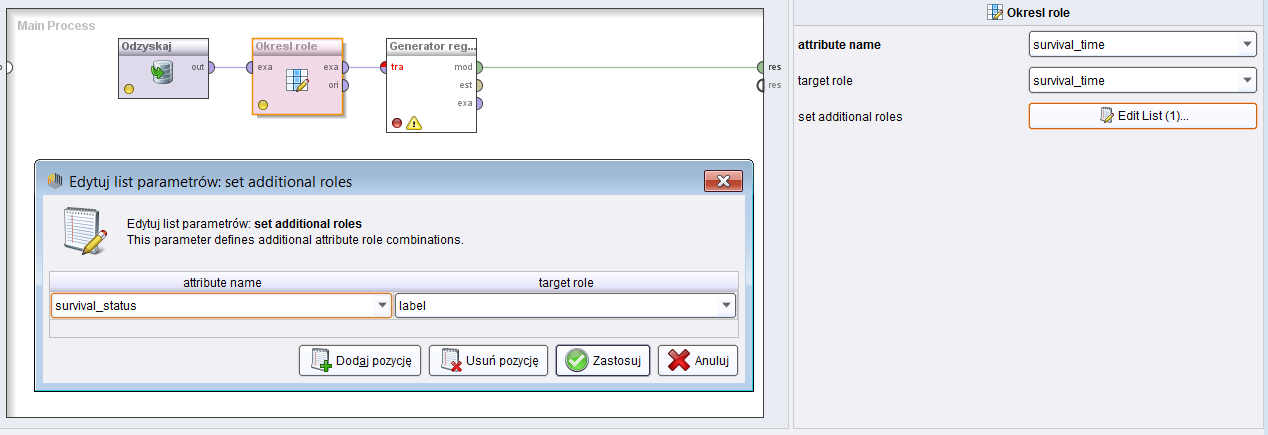 Main Process
Odzyskaj
out
Okresl role
exa
exa
ori
Generator reg...
tra
mod
est
exa
res
res
Okresl role
attribute name
survival_time
target role
survival_time
set additional roles
Edit List (1)...
Edytuj list parametrów: set additional roles
Edytuj list parametrów: set additional roles
This parameter defines additional attribute role combinations.
attribute name
target role
survival_status
label
Dodaj pozycję
Usuń pozycję
Zastosuj
Anuluj